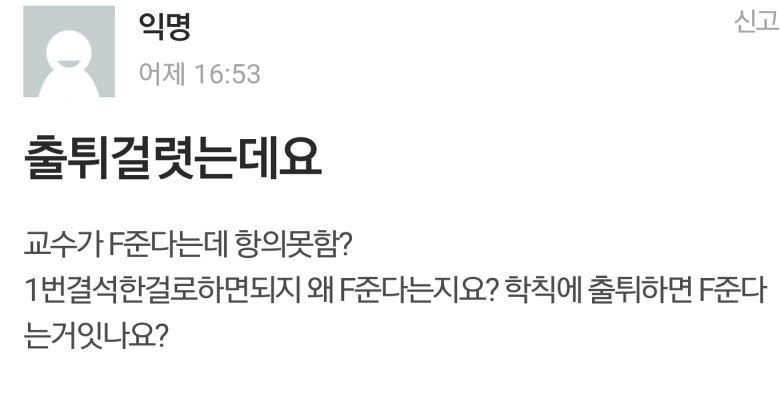 익명
신고
어제 16:53
출튀걸렷는데요
교수가 F준다는데 항의못함?
1번결석한걸로하면되지 왜 F준다는지요? 학칙에 출튀하면 F준다
는거잇나요?